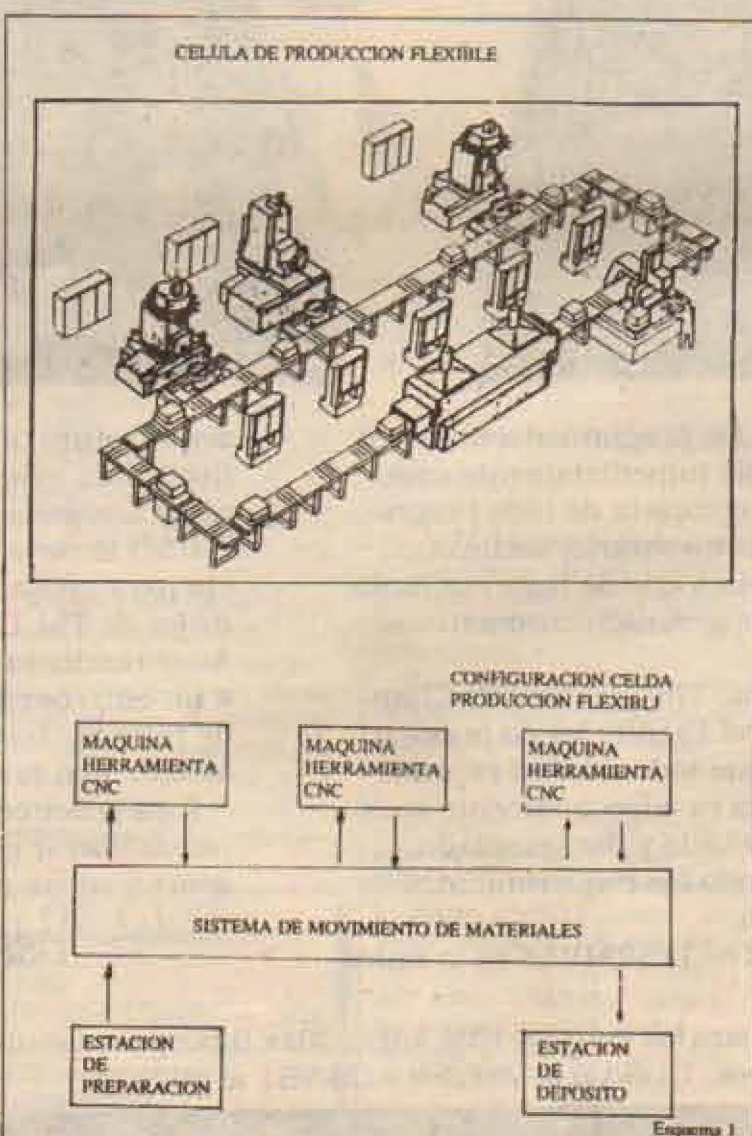 CELULA DE PRODUCCION FLEXIBLE
CONFIGURACION CELDA
PRODUCCION FLEXIBLE
MAQUINA
HERRAMIENTA
CNC
MAQUINA
HERRAMIENTA
CNC
MAQUINA
HERRAMIENTA
CNC
SISTEMA DE MOVIMIENTO DE MATERIALES
ESTACION
DE
PREPARACION
ESTACION
DE
DEPOSITO
Esquema 1